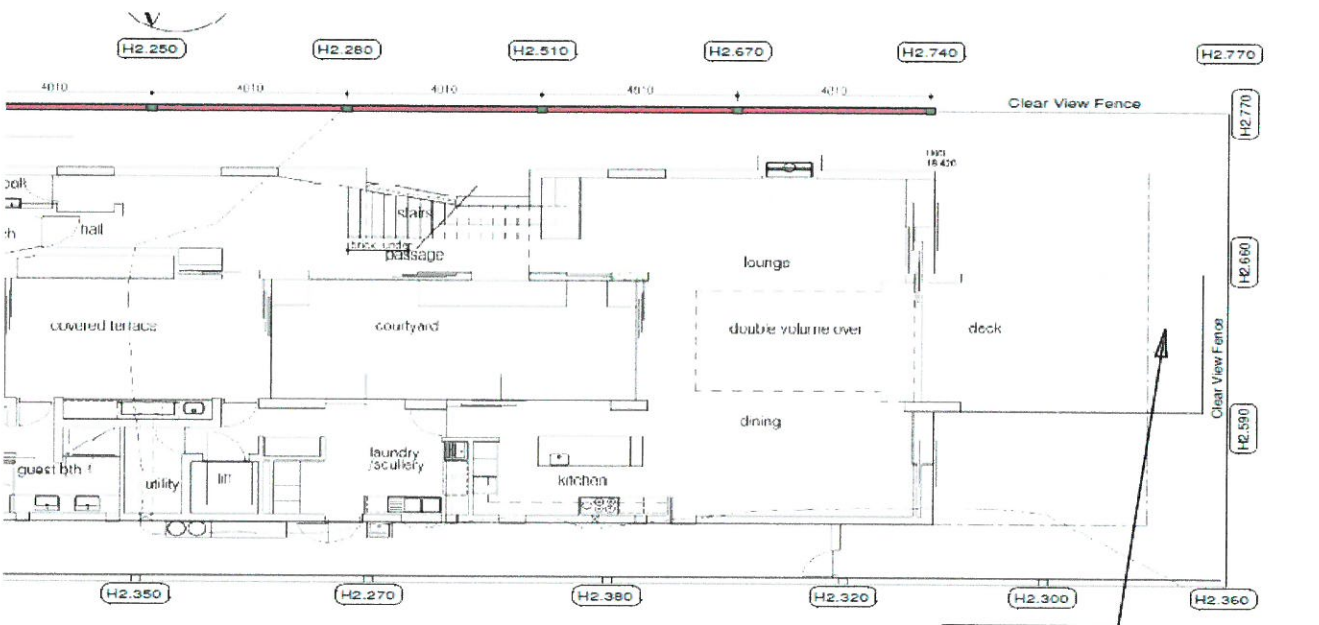 H2.250 H2.280 H2.510 H2.670 H2.740 H2.770
4010 4010 4010 4010 4010
Clear View Fence
H2.770
stairs
hall
brick under
passage
lounge
H2.660
covered terrace
courtyard
double volume over
deck
Clear View Fence
dining
H2.590
laundry
/scullery
guest bth 1
utility
lift
kitchen
H2.350 H2.270 H2.380 H2.320 H2.300 H2.360